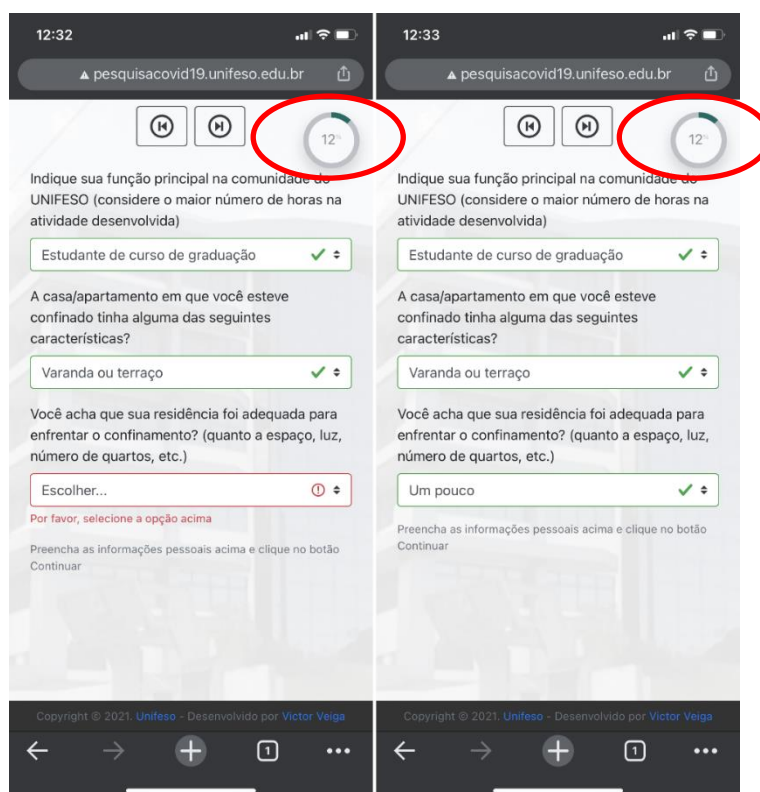 12:32
pesquisacovid19.unifeso.edu.br
12%
Indique sua função principal na comunidade do
UNIFESO (considere o maior número de horas na
atividade desenvolvida)
Estudante de curso de graduação
A casa/apartamento em que você esteve
confinado tinha alguma das seguintes
características?
Varanda ou terraço
Você acha que sua residência foi adequada para
enfrentar o confinamento? (quanto a espaço, luz,
número de quartos, etc.)
Escolher...
Por favor, selecione a opção acima
Preencha as informações pessoais acima e clique no botão
Continuar
Copyright © 2021. Unifeso - Desenvolvido por Victor Veiga
1
12:33
pesquisacovid19.unifeso.edu.br
12%
Indique sua função principal na comunidade do
UNIFESO (considere o maior número de horas na
atividade desenvolvida)
Estudante de curso de graduação
A casa/apartamento em que você esteve
confinado tinha alguma das seguintes
características?
Varanda ou terraço
Você acha que sua residência foi adequada para
enfrentar o confinamento? (quanto a espaço, luz,
número de quartos, etc.)
Um pouco
Preencha as informações pessoais acima e clique no botão
Continuar
Copyright © 2021. Unifeso - Desenvolvido por Victor Veiga
1